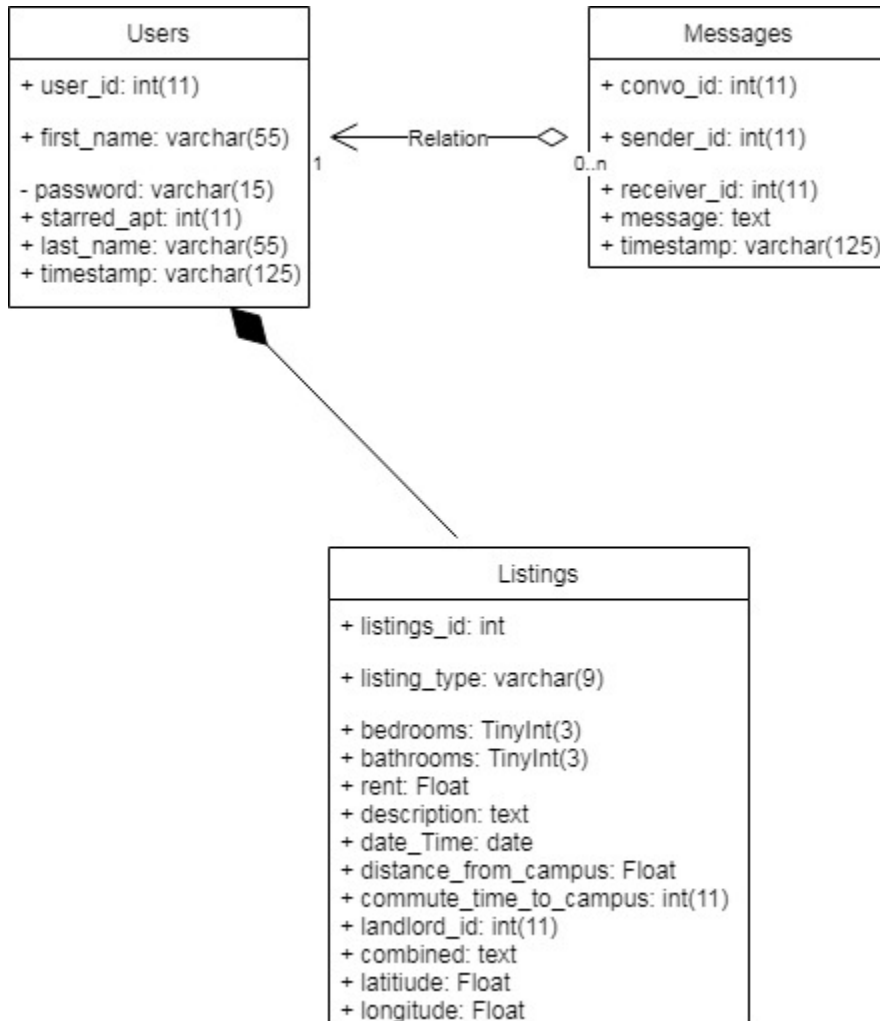 Users
+ user_id: int(11)
+ first_name: varchar(55)
- password: varchar(15)
+ starred_apt: int(11)
+ last_name: varchar(55)
+ timestamp: varchar(125)
1
Relation
0..n
Messages
+ convo_id: int(11)
+ sender_id: int(11)
+ receiver_id: int(11)
+ message: text
+ timestamp: varchar(125)
Listings
+ listings_id: int
+ listing_type: varchar(9)
+ bedrooms: TinyInt(3)
+ bathrooms: TinyInt(3)
+ rent: Float
+ description: text
+ date_Time: date
+ distance_from_campus: Float
+ commute_time_to_campus: int(11)
+ landlord_id: int(11)
+ combined: text
+ latitiude: Float
+ longitude: Float